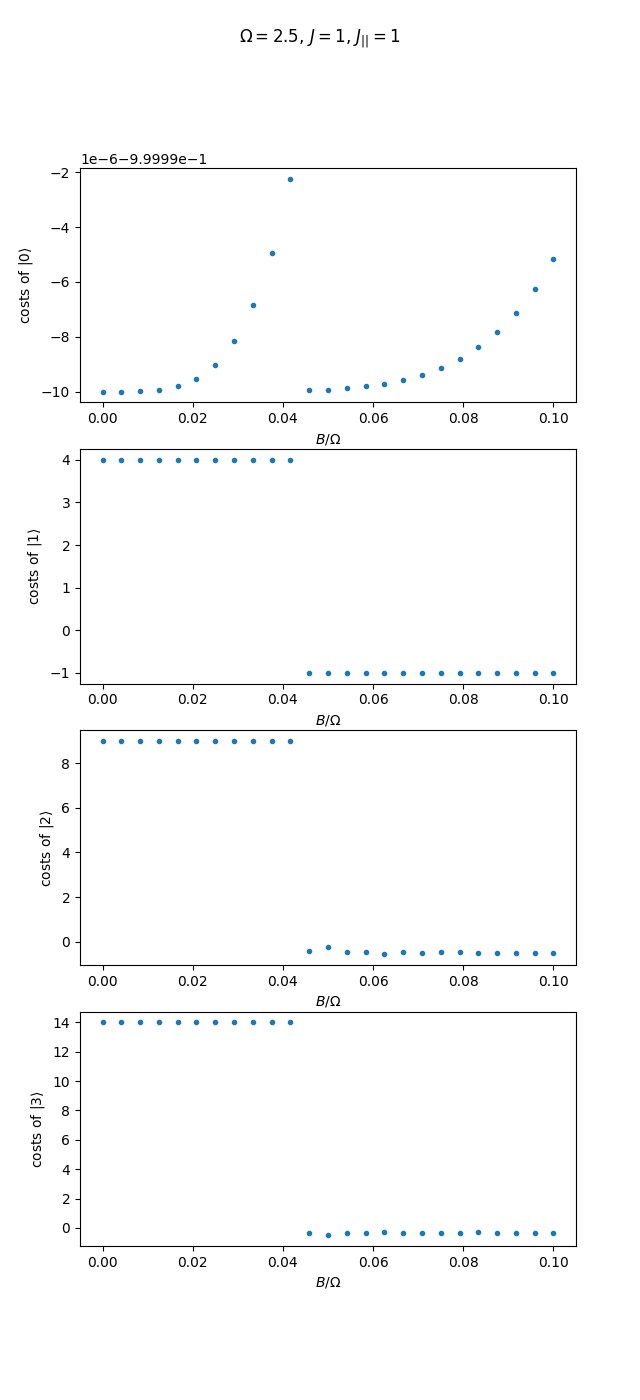 Ω = 2.5, J = 1, J_{||} = 1
1e−6−9.9999e−1
−2
−4
−6
−8
−10
costs of |0⟩
0.00 0.02 0.04 0.06 0.08 0.10
B/Ω
4
3
2
1
0
−1
costs of |1⟩
0.00 0.02 0.04 0.06 0.08 0.10
B/Ω
8
6
4
2
0
costs of |2⟩
0.00 0.02 0.04 0.06 0.08 0.10
B/Ω
14
12
10
8
6
4
2
0
costs of |3⟩
0.00 0.02 0.04 0.06 0.08 0.10
B/Ω